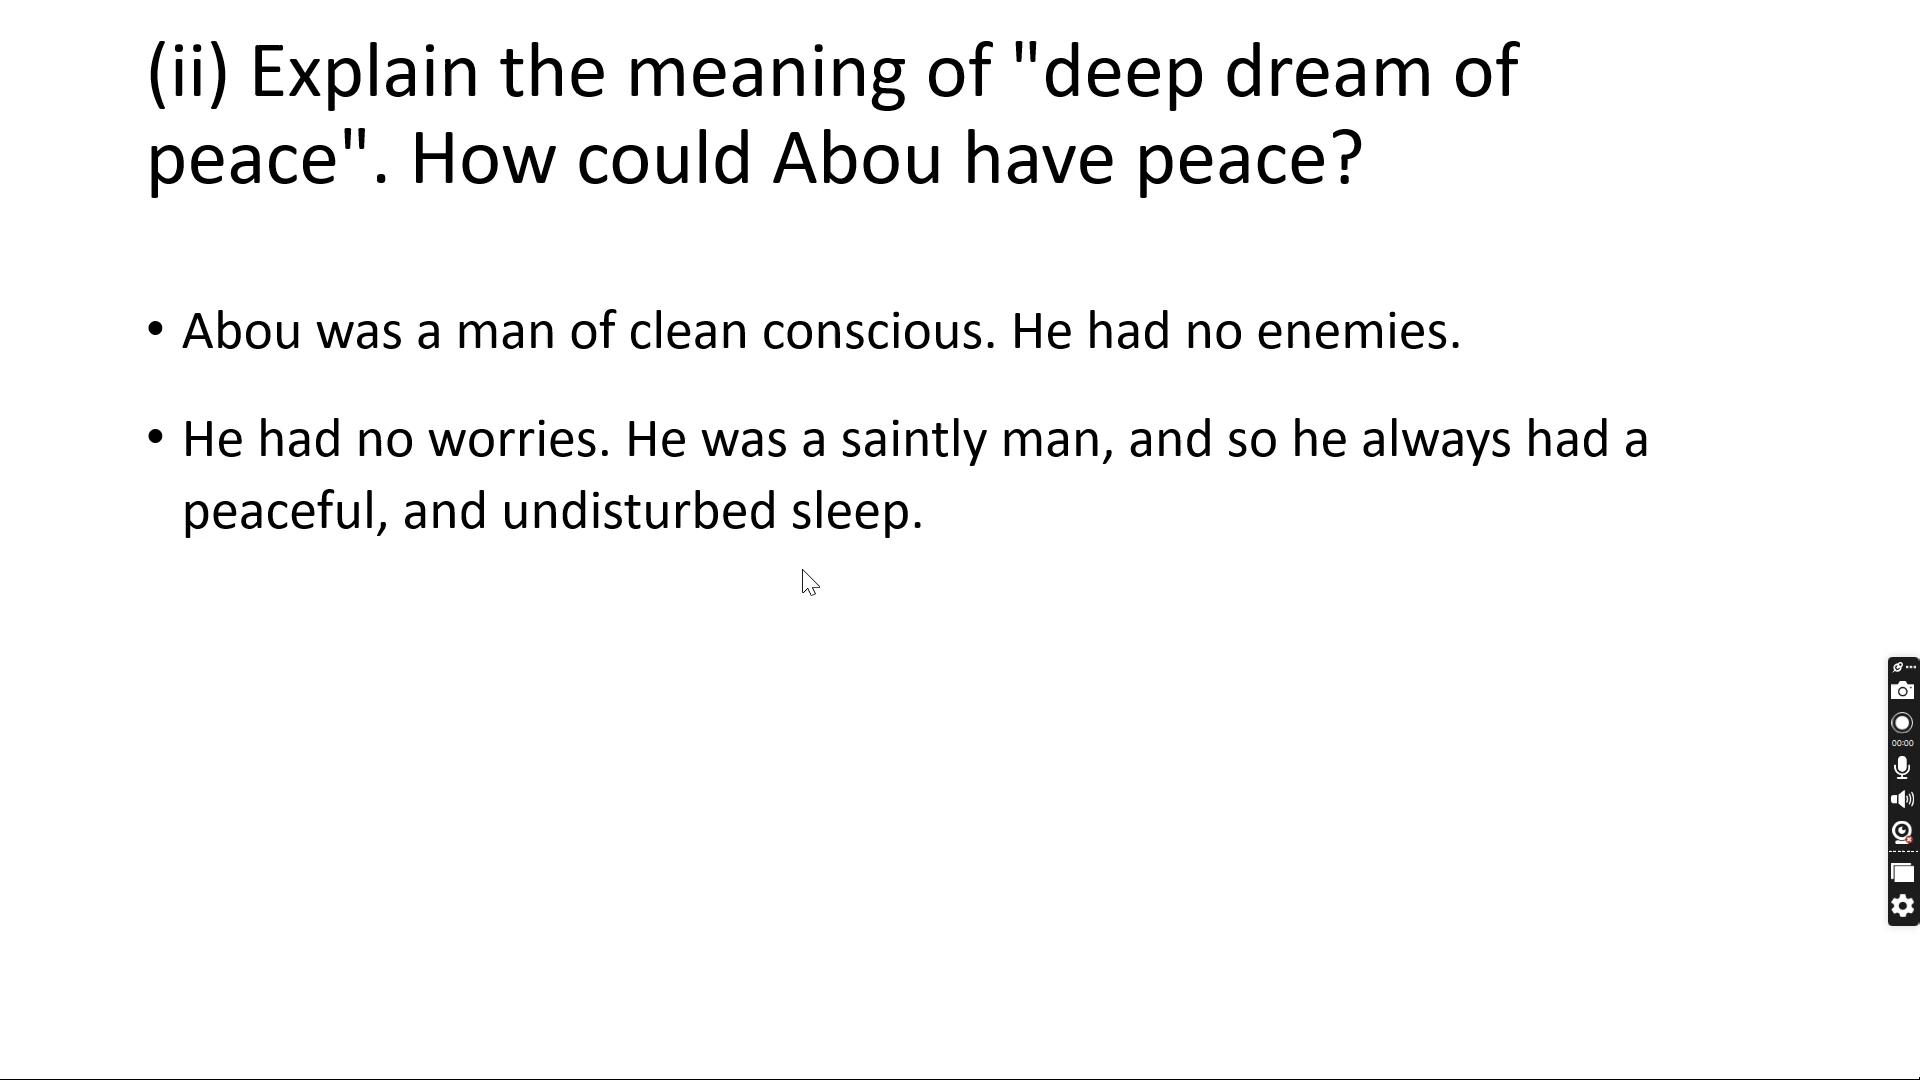 (ii) Explain the meaning of "deep dream of
peace". How could Abou have peace?
• Abou was a man of clean conscious. He had no enemies.
• He had no worries. He was a saintly man, and so he always had a
peaceful, and undisturbed sleep.
00:00